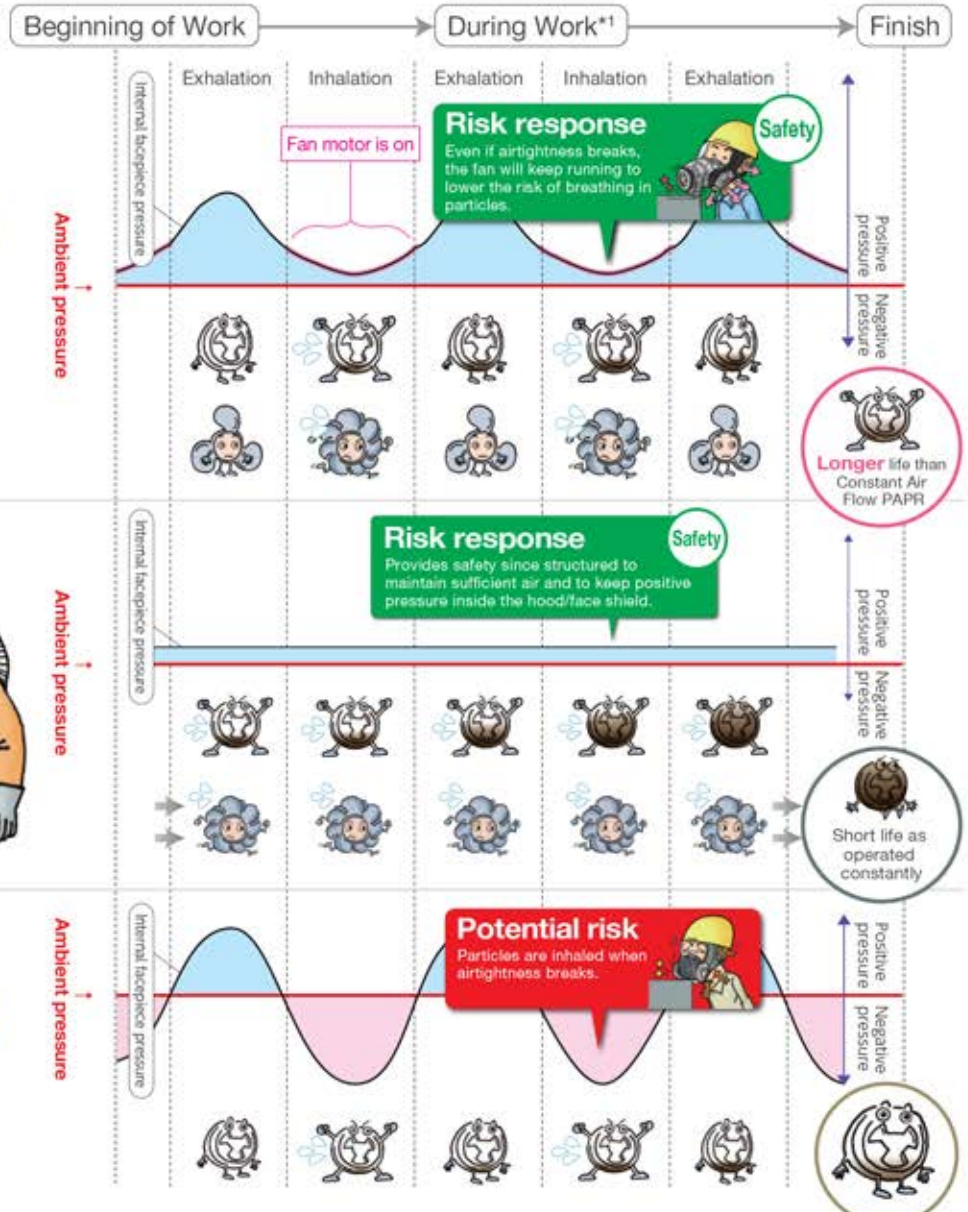 Beginning of Work
During Work*1
Finish
Exhalation
Inhalation
Exhalation
Inhalation
Exhalation
Internal facepiece pressure
Fan motor is on
Risk response
Safety
Even if airtightness breaks,
the fan will keep running to
lower the risk of breathing in
particles.
Ambient pressure
Positive
pressure
Negative
pressure
Longer life than
Constant Air
Flow PAPR
Internal facepiece pressure
Risk response
Safety
Provides safety since structured to
maintain sufficient air and to keep positive
pressure inside the hood/face shield.
Ambient pressure
Positive
pressure
Negative
pressure
Short life as
operated
constantly
Internal facepiece pressure
Potential risk
Particles are inhaled when
airtightness breaks.
Ambient pressure
Positive
pressure
Negative
pressure